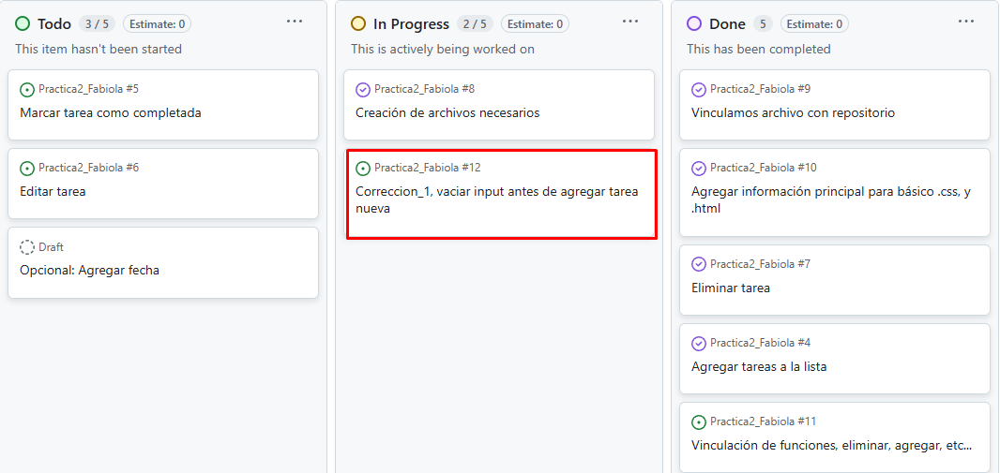 Todo 3 / 5 Estimate: 0 ...
This item hasn't been started
Practica2_Fabiola #5
Marcar tarea como completada
Practica2_Fabiola #6
Editar tarea
Draft
Opcional: Agregar fecha
In Progress 2 / 5 Estimate: 0 ...
This is actively being worked on
Practica2_Fabiola #8
Creación de archivos necesarios
Practica2_Fabiola #12
Correccion_1, vaciar input antes de agregar tarea
nueva
Done 5 Estimate: 0 ...
This has been completed
Practica2_Fabiola #9
Vinculamos archivo con repositorio
Practica2_Fabiola #10
Agregar información principal para básico .css, y
.html
Practica2_Fabiola #7
Eliminar tarea
Practica2_Fabiola #4
Agregar tareas a la lista
Practica2_Fabiola #11
Vinculación de funciones, eliminar, agregar, etc...